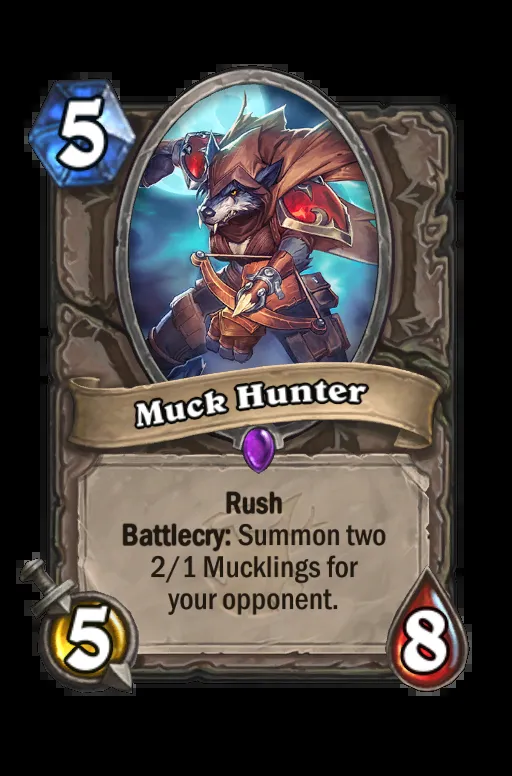 5
Muck Hunter
Rush
Battlecry: Summon two
2/1 Mucklings for
your opponent.
5
8